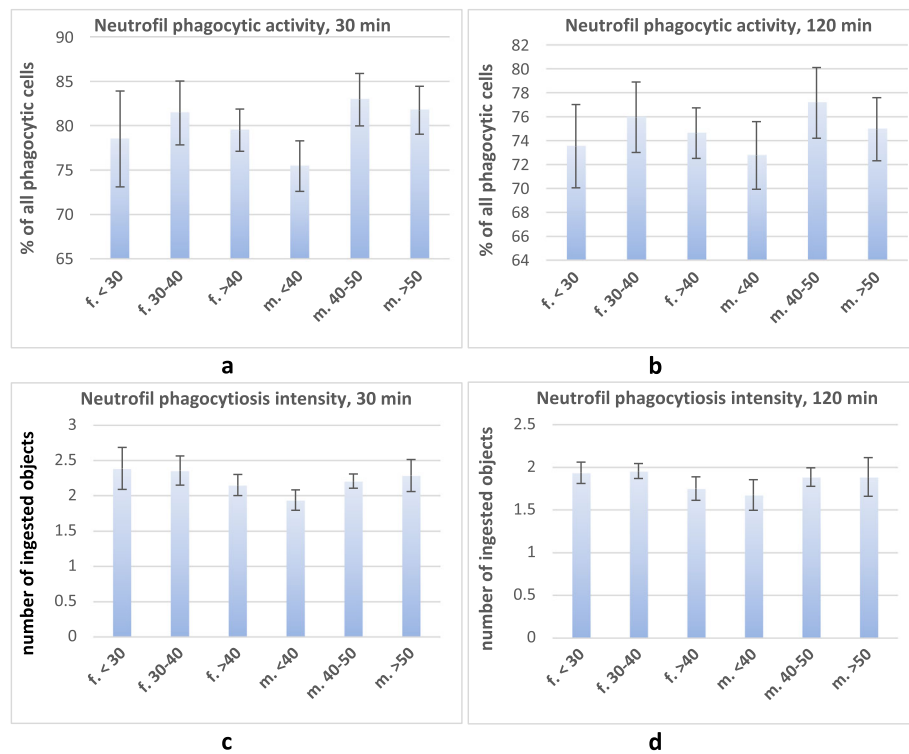 Neutrofil phagocytic activity, 30 min
% of all phagocytic cells
90
85
80
75
70
65
f. < 30
f. 30-40
f. >40
m. <40
m. 40-50
m. >50
a
Neutrofil phagocytic activity, 120 min
% of all phagocytic cells
82
80
78
76
74
72
70
68
66
64
f. < 30
f. 30-40
f. >40
m. <40
m. 40-50
m. >50
b
Neutrofil phagocytiosis intensity, 30 min
number of ingested objects
3
2.5
2
1.5
1
0.5
0
f. < 30
f. 30-40
f. >40
m. <40
m. 40-50
m. >50
c
Neutrofil phagocytiosis intensity, 120 min
number of ingested objects
2.5
2
1.5
1
0.5
0
f. < 30
f. 30-40
f. >40
m. <40
m. 40-50
m. >50
d